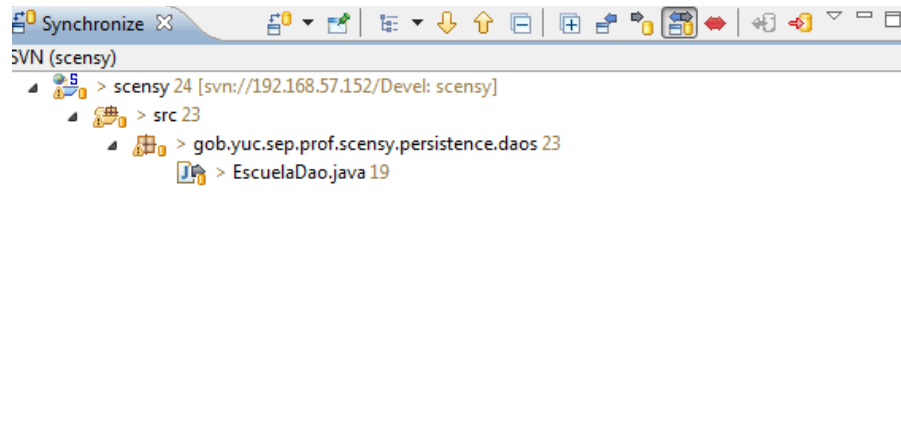 Synchronize
SVN (scensy)
> scensy 24 [svn://192.168.57.152/Devel: scensy]
> src 23
> gob.yuc.sep.prof.scensy.persistence.daos 23
> EscuelaDao.java 19